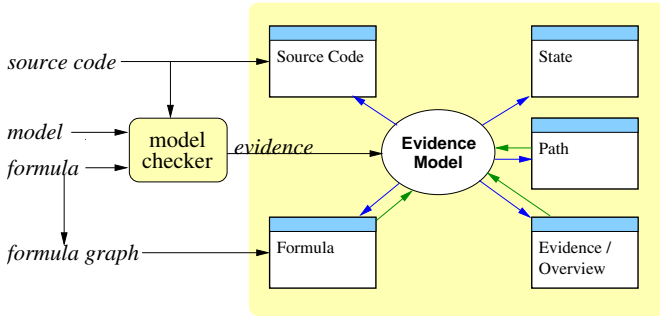 source code
Source Code
State
model
model
checker
evidence
Evidence
Model
Path
formula
formula graph
Formula
Evidence /
Overview